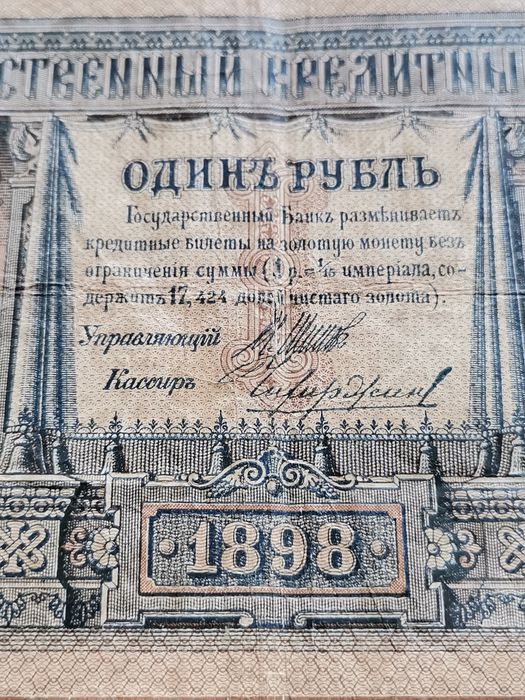 СТВЕННЫЙ КРЕДИТНЫ
ОДИНЪ РУБЛЬ
Государственный Банкъ размѣниваетъ
кредитные билеты на золотую монету безъ
ограниченія суммы (1 р.= 1/15 имперіала, со-
держитъ 17,424 долей чистаго золота).
Управляющій
Кассиръ
1898